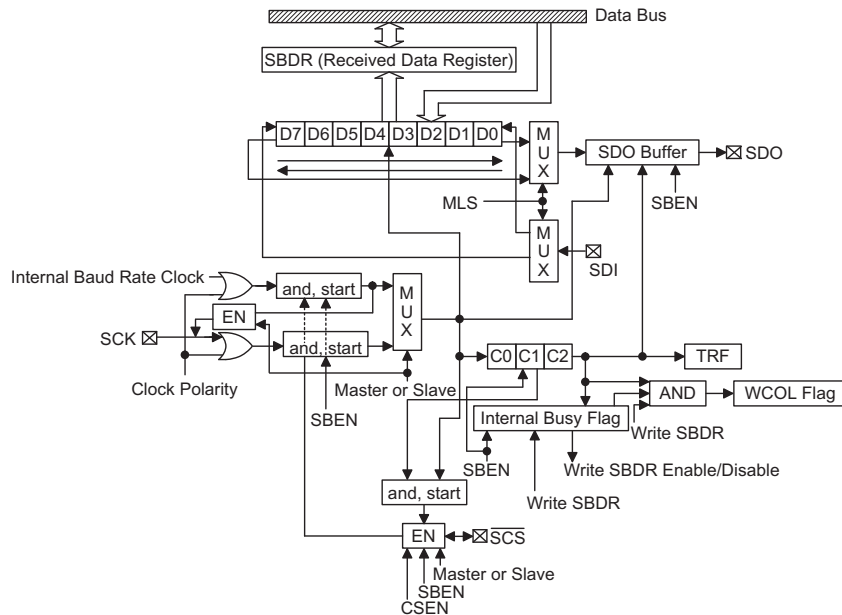 Data Bus
SBDR (Received Data Register)
D7 D6 D5 D4 D3 D2 D1 D0
MUX
SDO Buffer
SDO
MLS
SBEN
MUX
SDI
Internal Baud Rate Clock
and, start
MUX
EN
SCK
and, start
C0 C1 C2
TRF
Clock Polarity
Master or Slave
SBEN
AND
WCOL Flag
Internal Busy Flag
Write SBDR
SBEN
Write SBDR Enable/Disable
and, start
Write SBDR
EN
SCS
Master or Slave
SBEN
CSEN